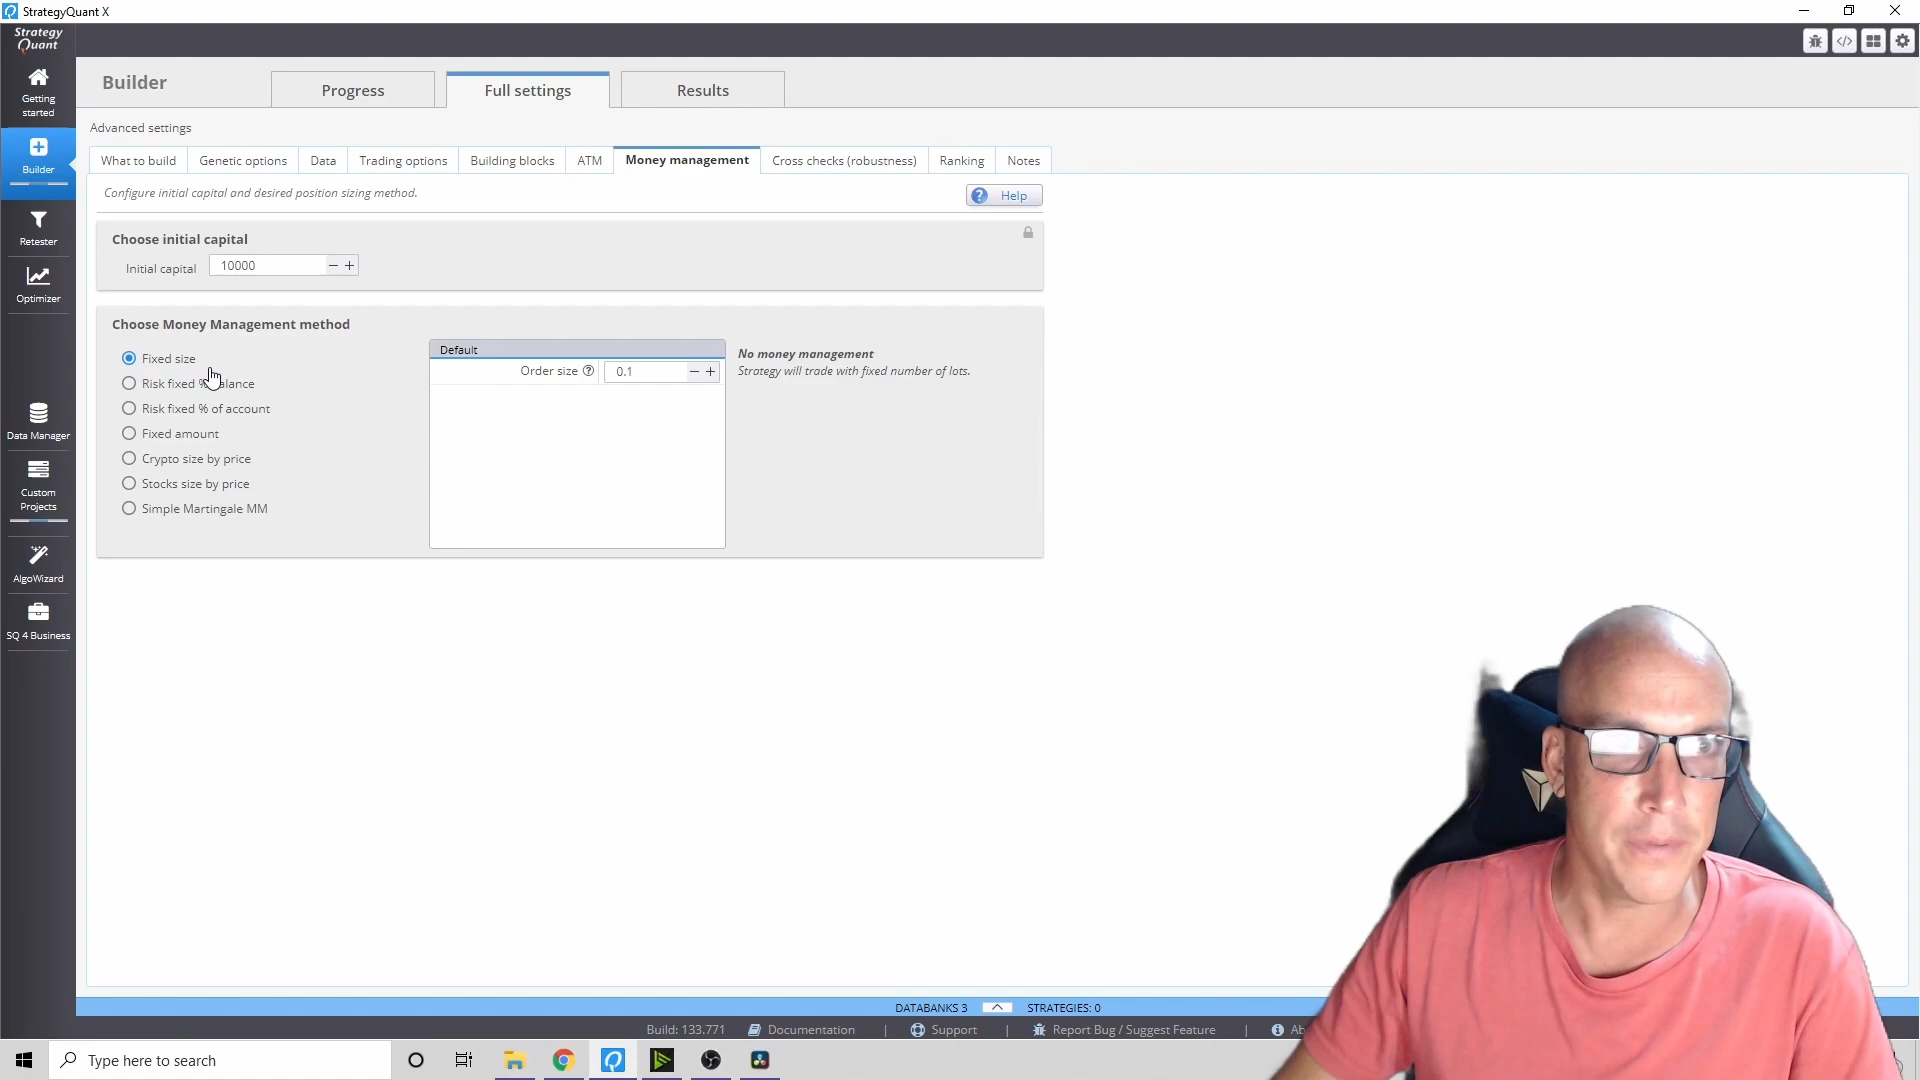 StrategyQuant X
Strategy
Quant
Getting
started
Builder
Retester
Optimizer
Data Manager
Custom
Projects
AlgoWizard
SQ 4 Business
Builder
Progress
Full settings
Results
Advanced settings
What to build
Genetic options
Data
Trading options
Building blocks
ATM
Money management
Cross checks (robustness)
Ranking
Notes
Configure initial capital and desired position sizing method.
? Help
Choose initial capital
Initial capital 10000 − +
Choose Money Management method
Fixed size
Risk fixed % alance
Risk fixed % of account
Fixed amount
Crypto size by price
Stocks size by price
Simple Martingale MM
Default
Order size ? 0.1 − +
No money management
Strategy will trade with fixed number of lots.
DATABANKS 3 STRATEGIES: 0
Build: 133.771 Documentation | Support | Report Bug / Suggest Feature | Ab
Type here to search